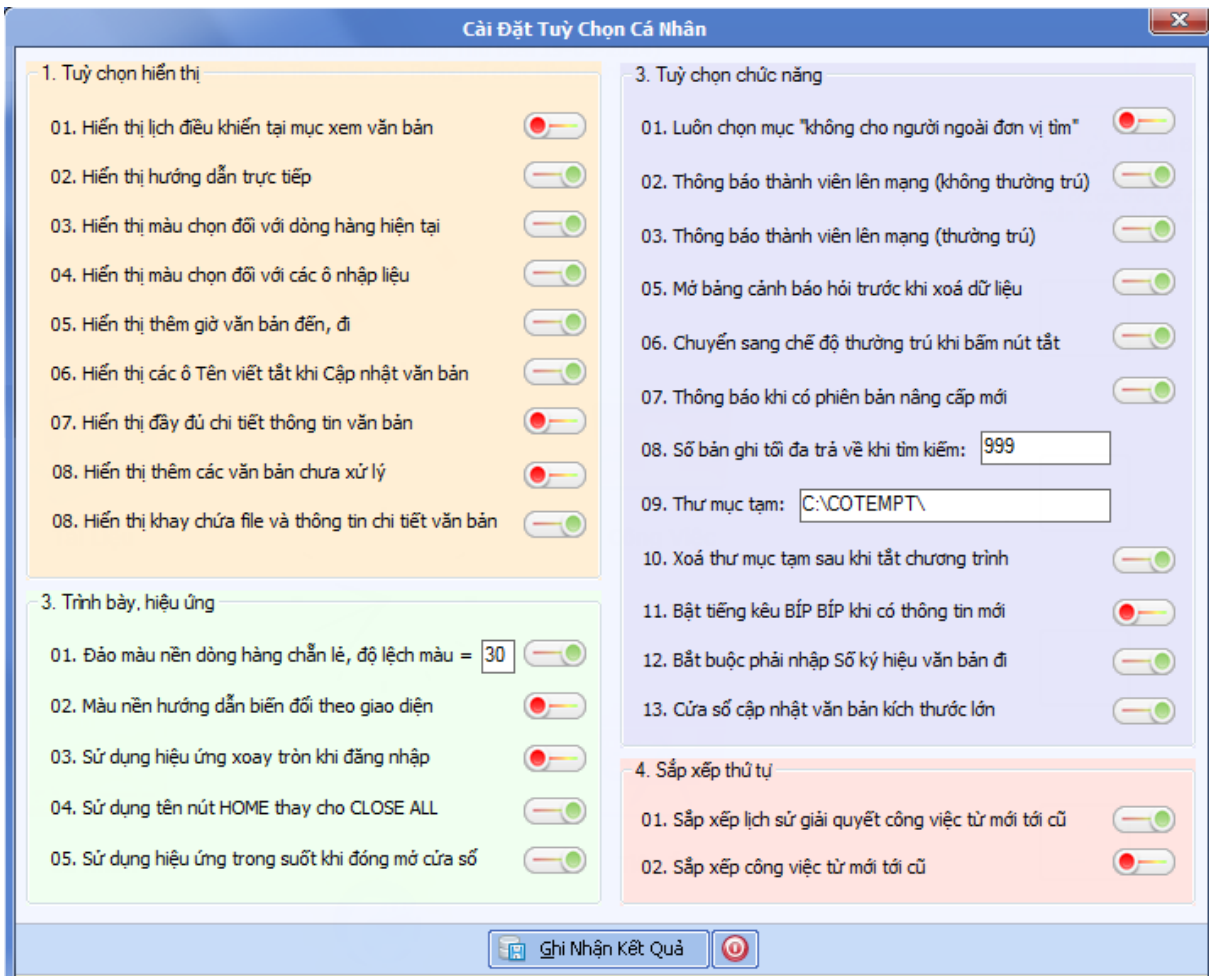 Cài Đặt Tuỳ Chọn Cá Nhân
1. Tuỳ chọn hiển thị
01. Hiển thị lịch điều khiển tại mục xem văn bản
02. Hiển thị hướng dẫn trực tiếp
03. Hiển thị màu chọn đối với dòng hàng hiện tại
04. Hiển thị màu chọn đối với các ô nhập liệu
05. Hiển thị thêm giờ văn bản đến, đi
06. Hiển thị các ô Tên viết tắt khi Cập nhật văn bản
07. Hiển thị đầy đủ chi tiết thông tin văn bản
08. Hiển thị thêm các văn bản chưa xử lý
08. Hiển thị khay chứa file và thông tin chi tiết văn bản
3. Trình bày, hiệu ứng
01. Đảo màu nền dòng hàng chẵn lẻ, độ lệch màu = 30
02. Màu nền hướng dẫn biến đổi theo giao diện
03. Sử dụng hiệu ứng xoay tròn khi đăng nhập
04. Sử dụng tên nút HOME thay cho CLOSE ALL
05. Sử dụng hiệu ứng trong suốt khi đóng mở cửa sổ
3. Tuỳ chọn chức năng
01. Luôn chọn mục "không cho người ngoài đơn vị tìm"
02. Thông báo thành viên lên mạng (không thường trú)
03. Thông báo thành viên lên mạng (thường trú)
05. Mở bảng cảnh báo hỏi trước khi xoá dữ liệu
06. Chuyển sang chế độ thường trú khi bấm nút tắt
07. Thông báo khi có phiên bản nâng cấp mới
08. Số bản ghi tối đa trả về khi tìm kiếm: 999
09. Thư mục tạm: C:\COTEMPT\
10. Xoá thư mục tạm sau khi tắt chương trình
11. Bật tiếng kêu BÍP BÍP khi có thông tin mới
12. Bắt buộc phải nhập Số ký hiệu văn bản đi
13. Cửa sổ cập nhật văn bản kích thước lớn
4. Sắp xếp thứ tự
01. Sắp xếp lịch sử giải quyết công việc từ mới tới cũ
02. Sắp xếp công việc từ mới tới cũ
Ghi Nhận Kết Quả